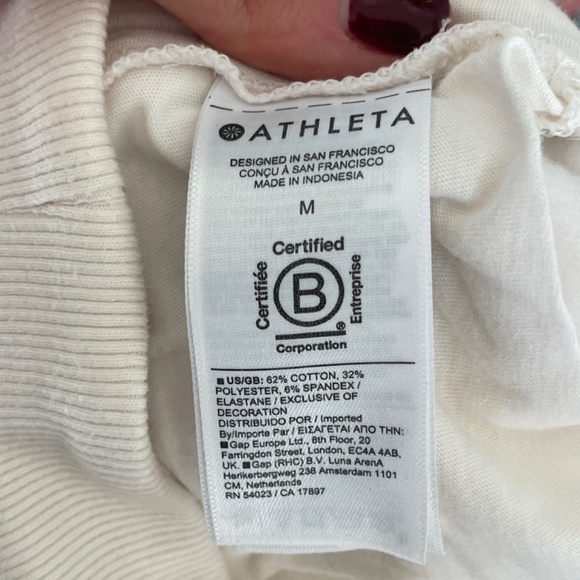 ATHLETA
DESIGNED IN SAN FRANCISCO
CONÇU À SAN FRANCISCO
MADE IN INDONESIA
M
Certified
Certifiée
B
Entreprise
Corporation
US/GB: 62% COTTON, 32%
POLYESTER, 6% SPANDEX /
ELASTANE / EXCLUSIVE OF
DECORATION
DISTRIBUIDO POR / Imported
By/Importe Par / ΕΙΣΑΓΕΤΑΙ ΑΠΟ ΤΗΝ:
Gap Europe Ltd., 8th Floor, 20
Farringdon Street, London, EC4A 4AB,
UK. Gap (RHC) B.V. Luna ArenA
Herikerbergweg 238 Amsterdam 1101
CM, Netherlands
RN 54023 / CA 17897